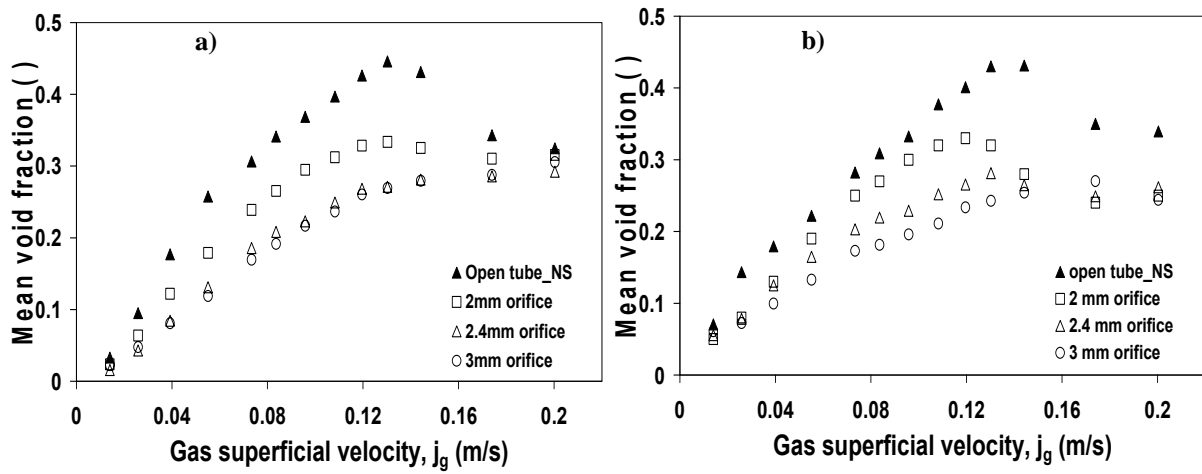 a)
Mean void fraction ( )
0.5
0.4
0.3
0.2
0.1
0
0 0.04 0.08 0.12 0.16 0.2
Gas superficial velocity, jg (m/s)
Open tube_NS
2mm orifice
2.4mm orifice
3mm orifice
b)
Mean void fraction ( )
0.5
0.4
0.3
0.2
0.1
0
0 0.04 0.08 0.12 0.16 0.2
Gas superficial velocity, jg (m/s)
open tube_NS
2 mm orifice
2.4 mm orifice
3 mm orifice